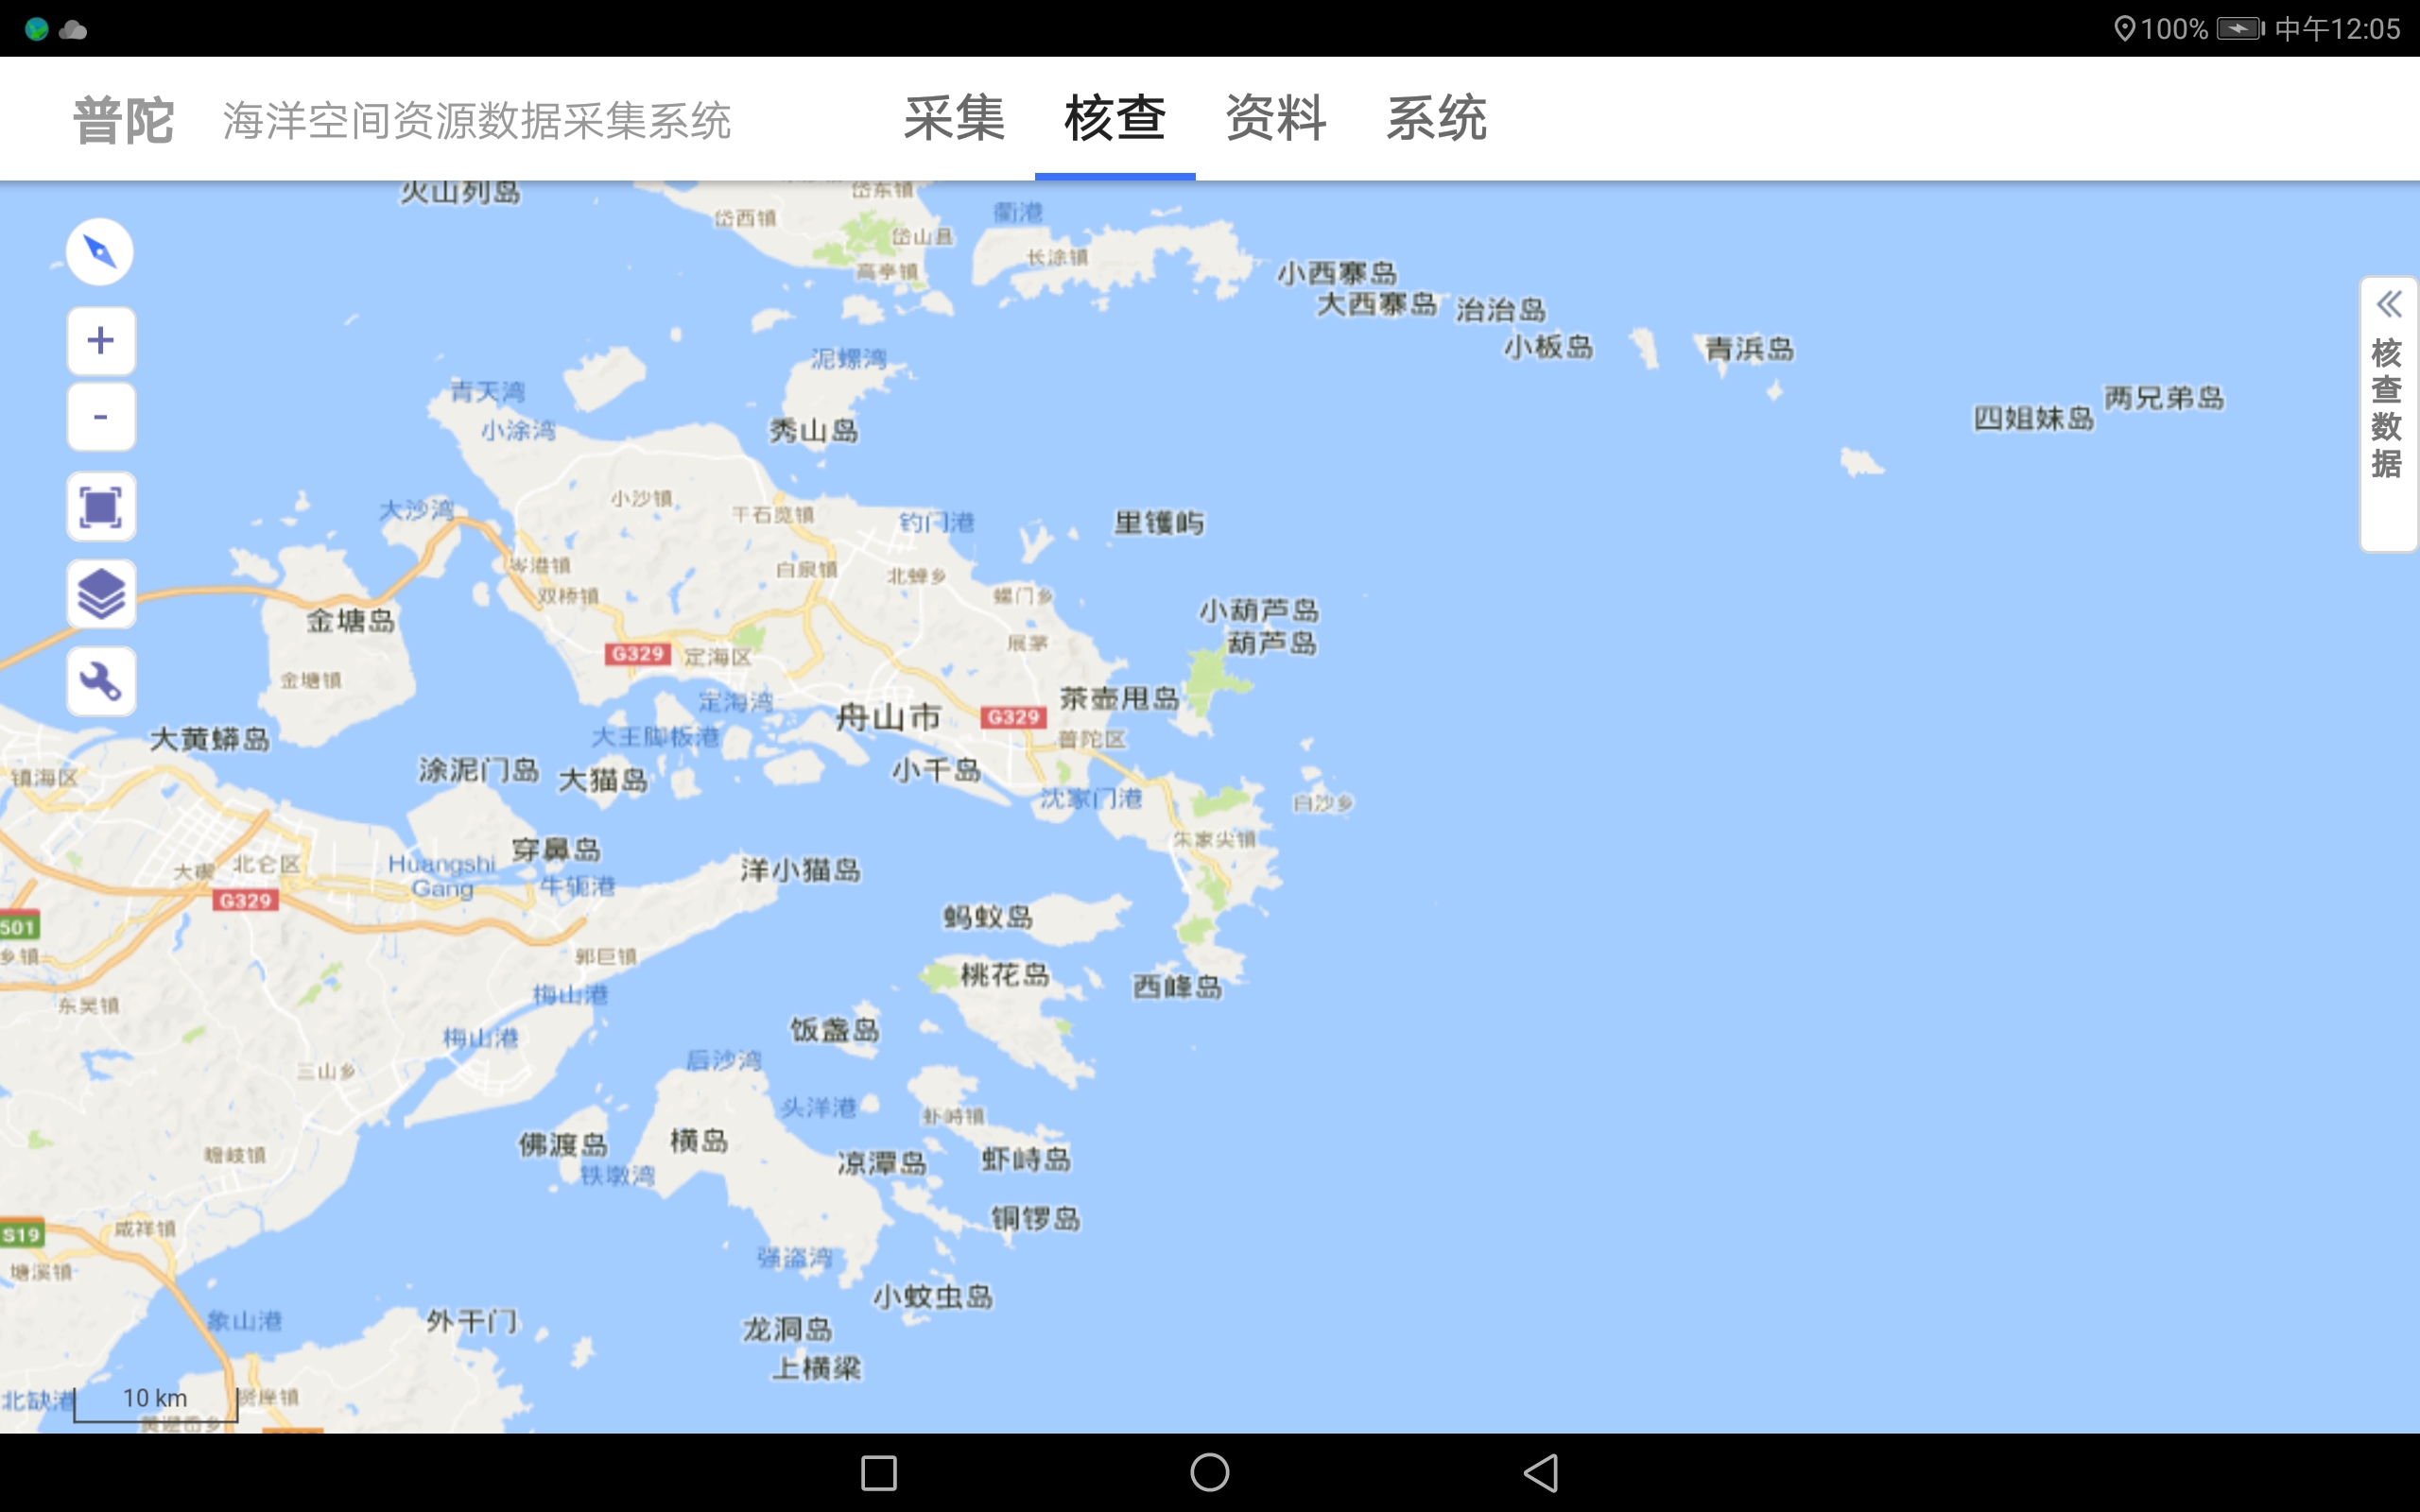 100% 中午12:05
普陀 海洋空间资源数据采集系统 采集 核查 资料 系统
火山列岛
岱东镇
岱西镇
衢港
岱山县
长涂镇
高亭镇
小西寨岛
大西寨岛
治治岛
小板岛
青浜岛
泥螺湾
青天湾
小涂湾
秀山岛
四姐妹岛
两兄弟岛
核查数据
+
-
大沙湾
小沙镇
干石览镇
钓门港
里镬屿
岑港镇
白泉镇
北蝉乡
双桥镇
螺门乡
小葫芦岛
葫芦岛
金塘岛
展茅
G329
定海区
金塘镇
定海湾
茶壶甩岛
舟山市
G329
大王脚板港
普陀区
大黄蟒岛
镇海区
涂泥门岛
大猫岛
小干岛
沈家门港
白沙乡
朱家尖镇
穿鼻岛
Huangshi
Gang
北仑区
大碶
牛轭港
洋小猫岛
G329
501
蚂蚁岛
乡镇
郭巨镇
桃花岛
西峰岛
梅山港
东吴镇
饭盏岛
梅山港
后沙湾
三山乡
头洋港
虾峙镇
佛渡岛
横岛
瞻岐镇
凉潭岛
虾峙岛
铁墩湾
铜锣岛
S19
咸祥镇
强盗湾
塘溪镇
小蚊虫岛
象山港
外干门
龙洞岛
上横梁
10 km
北缺港
贤庠镇